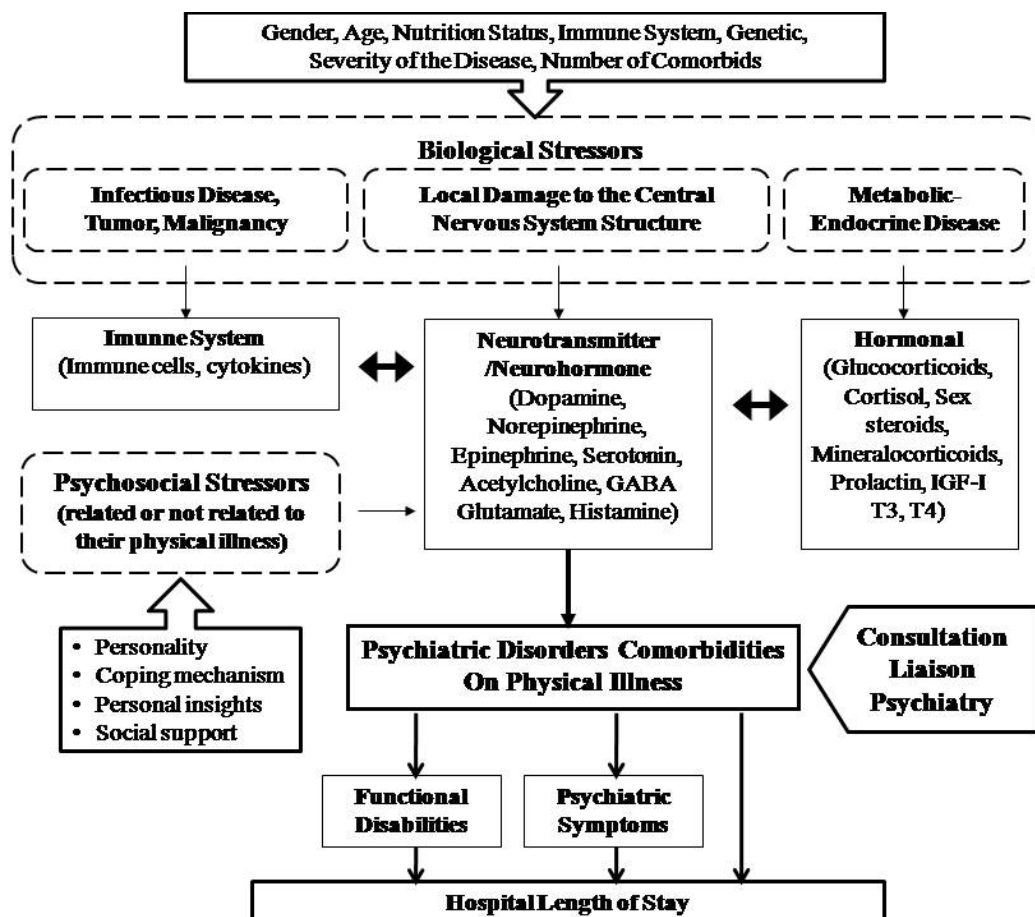 Gender, Age, Nutrition Status, Immune System, Genetic,
Severity of the Disease, Number of Comorbids
Biological Stressors
Infectious Disease,
Tumor, Malignancy
Local Damage to the Central
Nervous System Structure
Metabolic-
Endocrine Disease
Imunne System
(Immune cells, cytokines)
Neurotransmitter
/Neurohormone
(Dopamine,
Norepinephrine,
Epinephrine, Serotonin,
Acetylcholine, GABA
Glutamate, Histamine)
Hormonal
(Glucocorticoids,
Cortisol, Sex
steroids,
Mineralocorticoids,
Prolactin, IGF-I
T3, T4)
Psychosocial Stressors
(related or not related to
their physical illness)
• Personality
• Coping mechanism
• Personal insights
• Social support
Psychiatric Disorders Comorbidities
On Physical Illness
Consultation
Liaison
Psychiatry
Functional
Disabilities
Psychiatric
Symptoms
Hospital Length of Stay